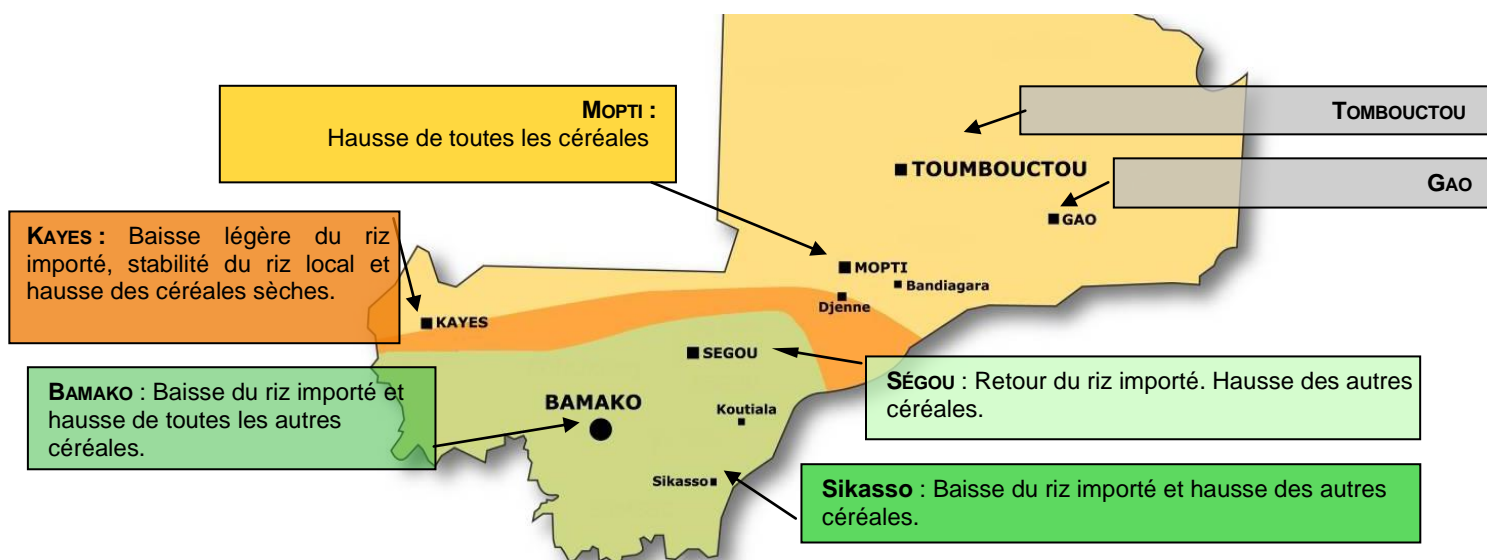 MOPTI :
Hausse de toutes les céréales
TOMBOUCTOU
TOUMBOUCTOU
GAO
GAO
KAYES : Baisse légère du riz
importé, stabilité du riz local et
hausse des céréales sèches.
MOPTI
Bandiagara
Djenne
KAYES
SEGOU
BAMAKO : Baisse du riz importé et
hausse de toutes les autres
céréales.
SÉGOU : Retour du riz importé. Hausse des autres
céréales.
BAMAKO
Koutiala
Sikasso
Sikasso : Baisse du riz importé et hausse des autres
céréales.